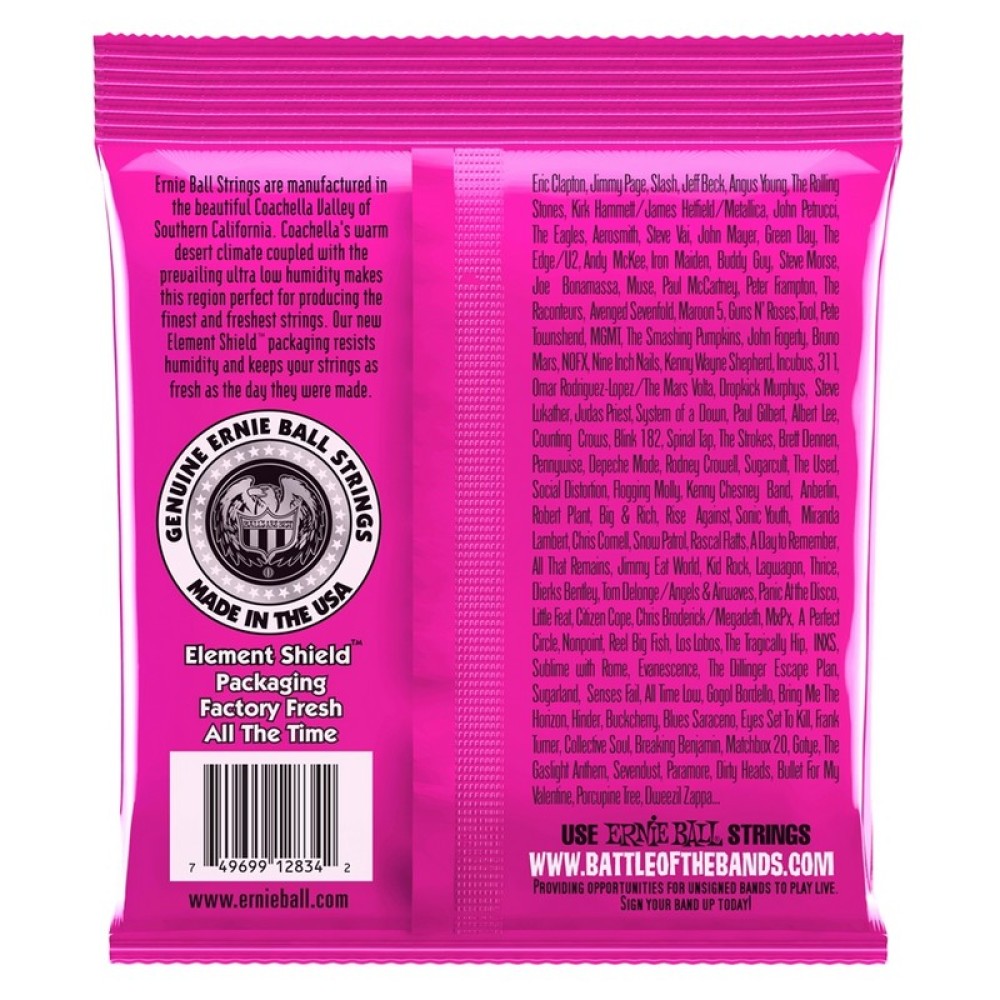 Ernie Ball Strings are manufactured in
the beautiful Coachella Valley of
Southern California. Coachella's warm
desert climate coupled with the
prevailing ultra low humidity makes
this region perfect for producing the
finest and freshest strings. Our new
Element Shield™ packaging resists
humidity and keeps your strings as
fresh as the day they were made.
GENUINE ERNIE BALL STRINGS
MADE IN THE USA
Element Shield™
Packaging
Factory Fresh
All The Time
7 49699 12834 2
www.ernieball.com
Eric Clapton, Jimmy Page, Slash, Jeff Beck, Angus Young, The Rolling
Stones, Kirk Hammett/James Hetfield/Metallica, John Petrucci,
The Eagles, Aerosmith, Steve Vai, John Mayer, Green Day, The
Edge/U2, Andy McKee, Iron Maiden, Buddy Guy, Steve Morse,
Joe Bonamassa, Muse, Paul McCartney, Peter Frampton, The
Raconteurs, Avenged Sevenfold, Maroon 5, Guns N' Roses, Tool, Pete
Townshend, MGMT, The Smashing Pumpkins, John Fogerty, Bruno
Mars, NOFX, Nine Inch Nails, Kenny Wayne Shepherd, Incubus, 311,
Omar Rodriguez-Lopez/The Mars Volta, Dropkick Murphys, Steve
Lukather, Judas Priest, System of a Down, Paul Gilbert, Albert Lee,
Counting Crows, Blink 182, Spinal Tap, The Strokes, Brett Dennen,
Pennywise, Depeche Mode, Rodney Crowell, Sugarcult, The Used,
Social Distortion, Flogging Molly, Kenny Chesney Band, Anberlin,
Robert Plant, Big & Rich, Rise Against, Sonic Youth, Miranda
Lambert, Chris Cornell, Snow Patrol, Rascal Flatts, A Day to Remember,
All That Remains, Jimmy Eat World, Kid Rock, Lagwagon, Thrice,
Dierks Bentley, Tom Delonge/Angels & Airwaves, Panic At the Disco,
Little Feat, Citizen Cope, Chris Broderick/Megadeth, MxPx, A Perfect
Circle, Nonpoint, Reel Big Fish, Los Lobos, The Tragically Hip, INXS,
Sublime with Rome, Evanescence, The Dillinger Escape Plan,
Sugarland, Senses Fail, All Time Low, Gogol Bordello, Bring Me The
Horizon, Hinder, Buckcherry, Blues Saraceno, Eyes Set To Kill, Frank
Turner, Collective Soul, Breaking Benjamin, Matchbox 20, Gotye, The
Gaslight Anthem, Sevendust, Paramore, Dirty Heads, Bullet For My
Valentine, Porcupine Tree, Dweezil Zappa...
USE ERNIE BALL STRINGS
WWW.BATTLEOFTHEBANDS.COM
PROVIDING OPPORTUNITIES FOR UNSIGNED BANDS TO PLAY LIVE.
SIGN YOUR BAND UP TODAY!